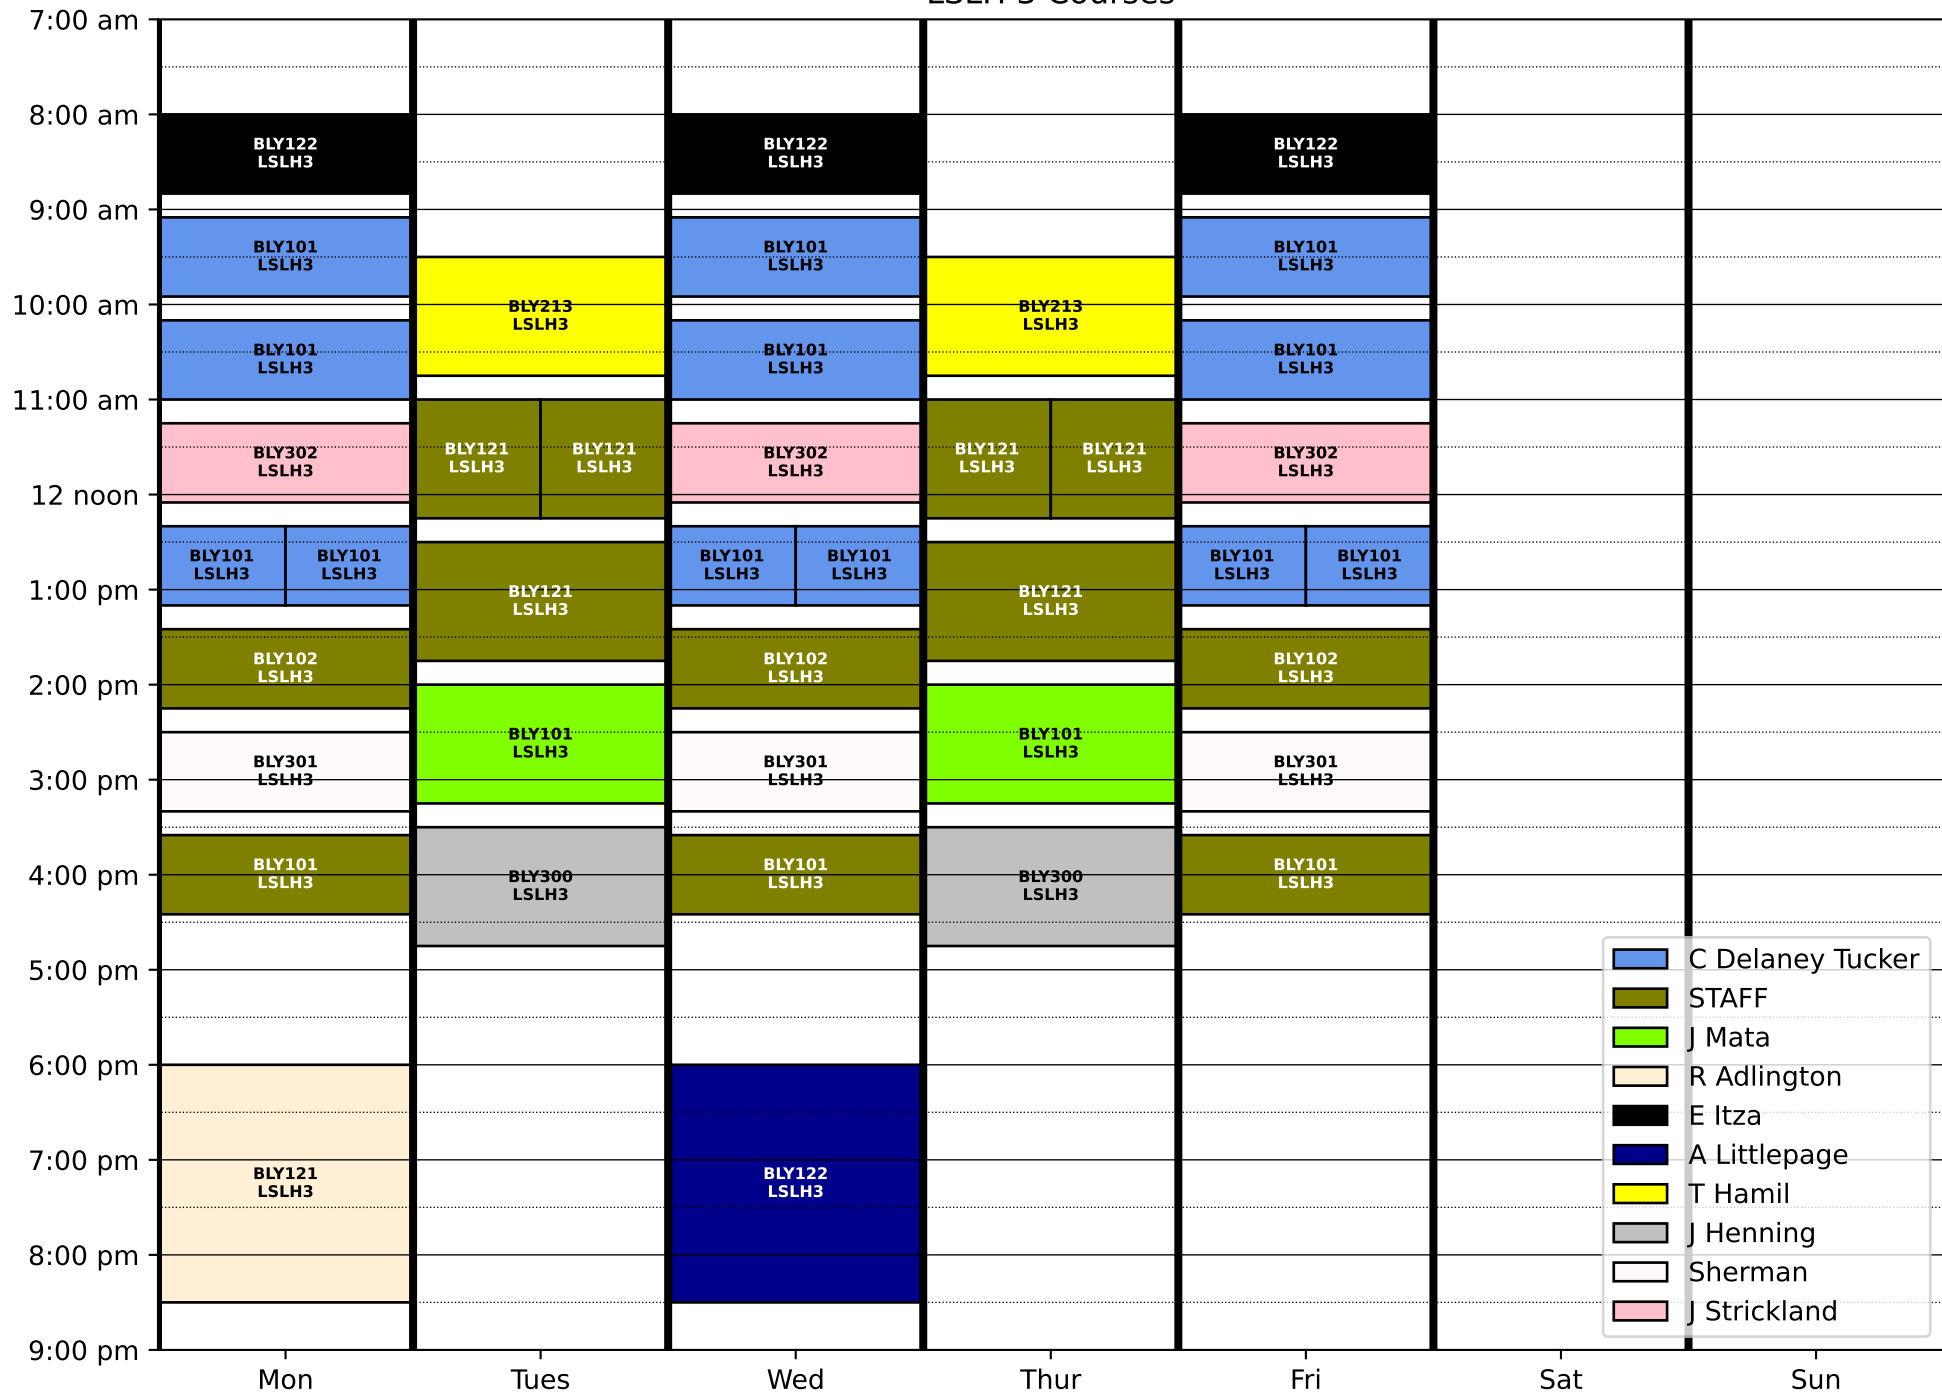 LSLH 3 Courses
7:00 am
8:00 am
9:00 am
10:00 am
11:00 am
12 noon
1:00 pm
2:00 pm
3:00 pm
4:00 pm
5:00 pm
6:00 pm
7:00 pm
8:00 pm
9:00 pm
BLY122
LSLH3
BLY101
LSLH3
BLY101
LSLH3
BLY302
LSLH3
BLY101
LSLH3
BLY101
LSLH3
BLY102
LSLH3
BLY301
LSLH3
BLY101
LSLH3
BLY121
LSLH3
BLY213
LSLH3
BLY121
LSLH3
BLY121
LSLH3
BLY121
LSLH3
BLY101
LSLH3
BLY300
LSLH3
BLY122
LSLH3
BLY101
LSLH3
BLY101
LSLH3
BLY302
LSLH3
BLY101
LSLH3
BLY101
LSLH3
BLY102
LSLH3
BLY301
LSLH3
BLY101
LSLH3
BLY122
LSLH3
BLY213
LSLH3
BLY121
LSLH3
BLY121
LSLH3
BLY121
LSLH3
BLY101
LSLH3
BLY300
LSLH3
BLY122
LSLH3
BLY101
LSLH3
BLY101
LSLH3
BLY302
LSLH3
BLY101
LSLH3
BLY101
LSLH3
BLY102
LSLH3
BLY301
LSLH3
BLY101
LSLH3
C Delaney Tucker
STAFF
J Mata
R Adlington
E Itza
A Littlepage
T Hamil
J Henning
Sherman
J Strickland
Mon
Tues
Wed
Thur
Fri
Sat
Sun